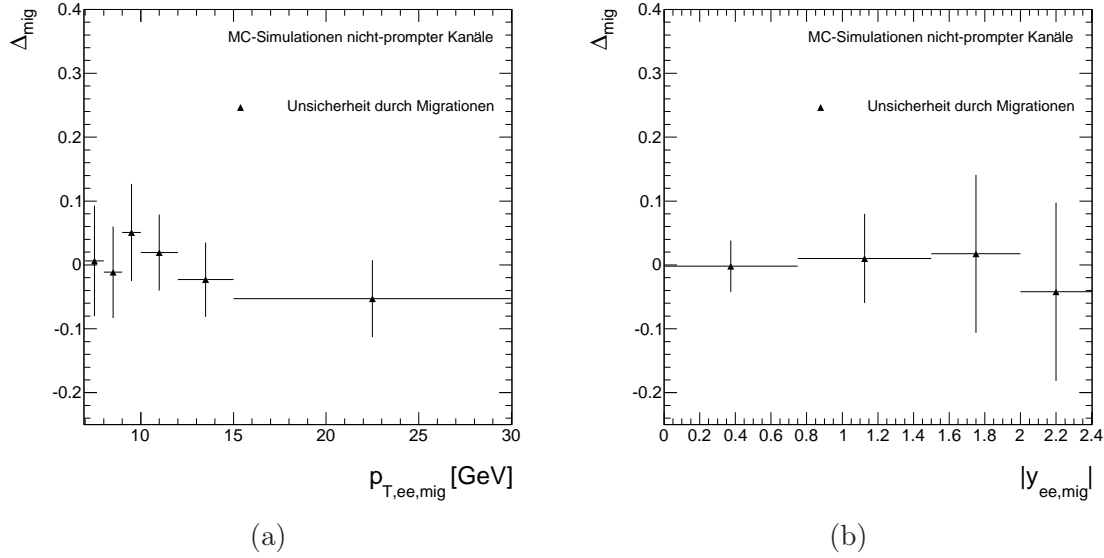 Δmig
0.4
0.3
0.2
0.1
0
-0.1
-0.2
MC-Simulationen nicht-prompter Kanäle
Unsicherheit durch Migrationen
10 15 20 25 30
pT,ee,mig [GeV]
(a)
Δmig
0.4
0.3
0.2
0.1
0
-0.1
-0.2
MC-Simulationen nicht-prompter Kanäle
Unsicherheit durch Migrationen
0 0.2 0.4 0.6 0.8 1 1.2 1.4 1.6 1.8 2 2.2 2.4
|yee,mig|
(b)